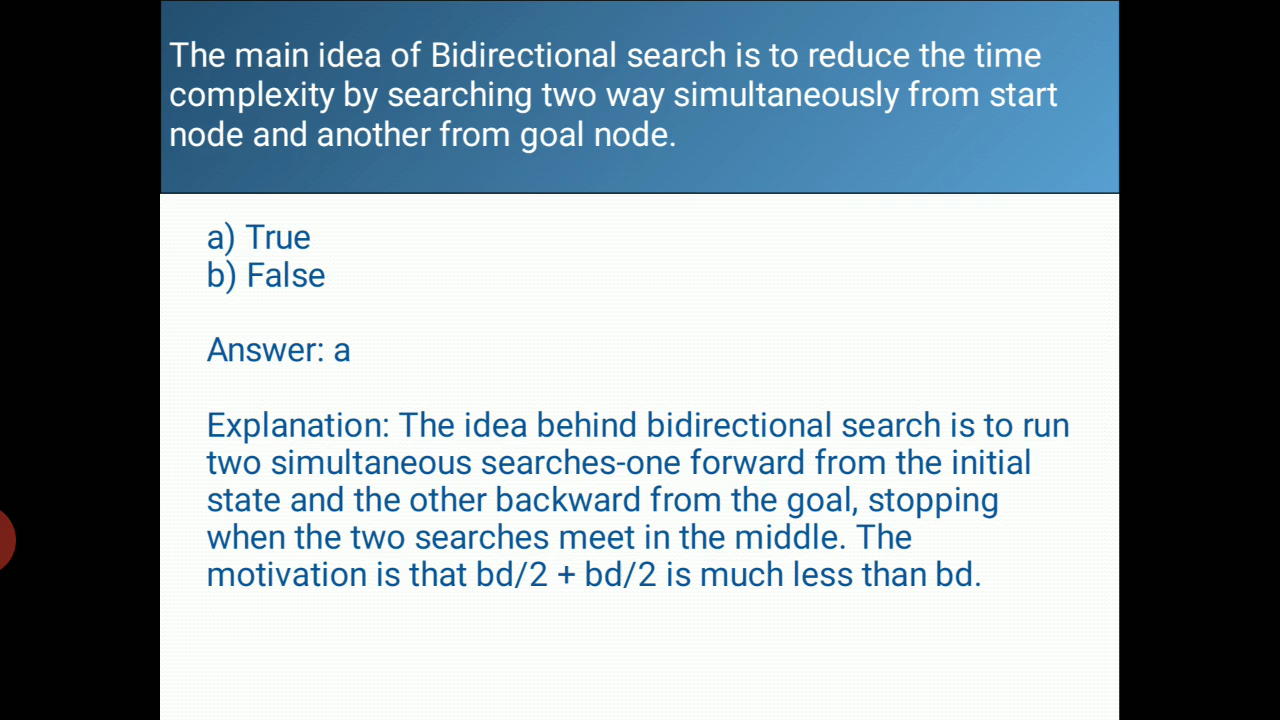 The main idea of Bidirectional search is to reduce the time
complexity by searching two way simultaneously from start
node and another from goal node.
a) True
b) False
Answer: a
Explanation: The idea behind bidirectional search is to run
two simultaneous searches-one forward from the initial
state and the other backward from the goal, stopping
when the two searches meet in the middle. The
motivation is that bd/2 + bd/2 is much less than bd.